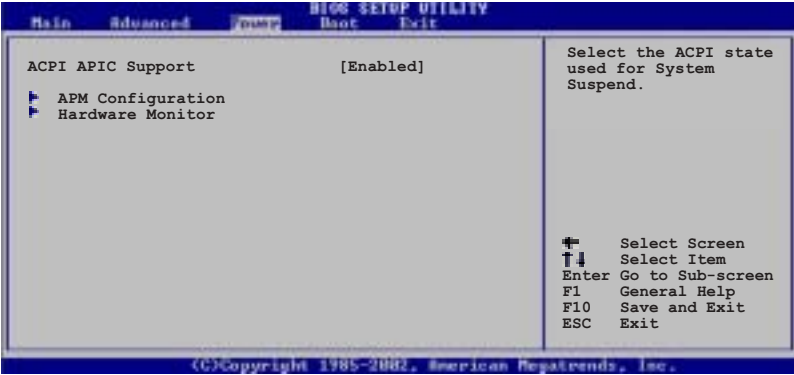 BIOS SETUP UTILITY
Main Advanced Power Boot Exit
ACPI APIC Support [Enabled]
APM Configuration
Hardware Monitor
Select the ACPI state
used for System
Suspend.
Select Screen
Select Item
Enter Go to Sub-screen
F1 General Help
F10 Save and Exit
ESC Exit
(C)Copyright 1985-2002, American Megatrends, Inc.